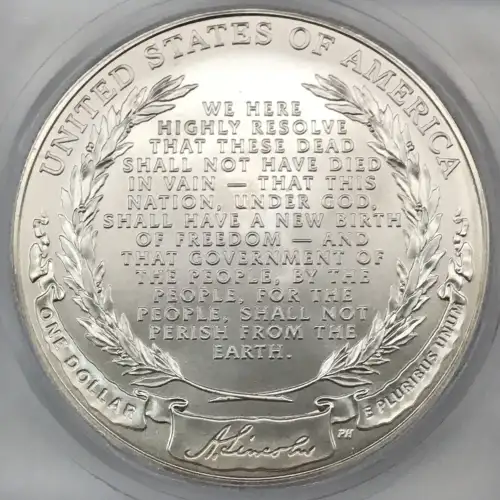 UNITED STATES OF AMERICA
WE HERE
HIGHLY RESOLVE
THAT THESE DEAD
SHALL NOT HAVE DIED
IN VAIN — THAT THIS
NATION, UNDER GOD,
SHALL HAVE A NEW BIRTH
OF FREEDOM — AND
THAT GOVERNMENT OF
THE PEOPLE, BY THE
PEOPLE, FOR THE
PEOPLE, SHALL NOT
PERISH FROM THE
EARTH.
ONE DOLLAR
E PLURIBUS UNUM
A. Lincoln
PH